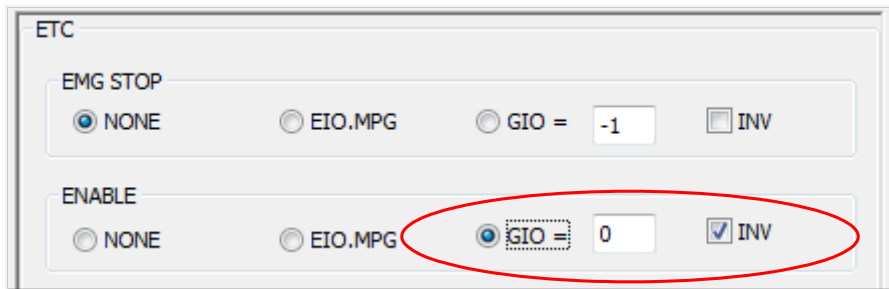 ETC
EMG STOP
NONE EIO.MPG GIO = -1 INV
ENABLE
NONE EIO.MPG GIO = 0 INV